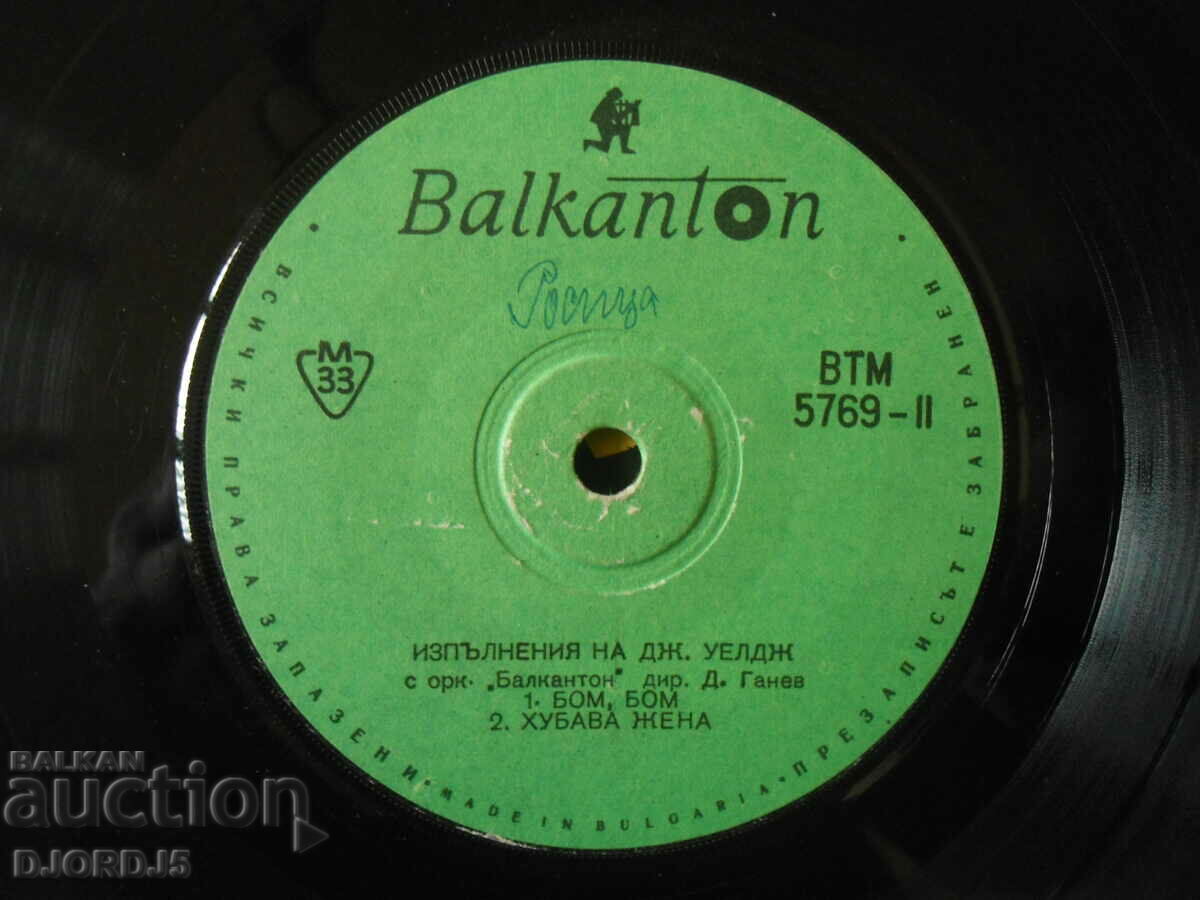 Balkanton
Росица
М
33
ВТМ
5769-II
ИЗПЪЛНЕНИЯ НА ДЖ. УЕЛДЖ
с орк. „Балкантон" дир. Д. Ганев
1. БОМ, БОМ
2. ХУБАВА ЖЕНА
• ВСИЧКИ ПРАВА ЗАПАЗЕНИ • MADE IN BULGARIA • ПРЕЗАПИСЪТ Е ЗАБРАНЕН •
BALKAN
auction
DJORDJ5